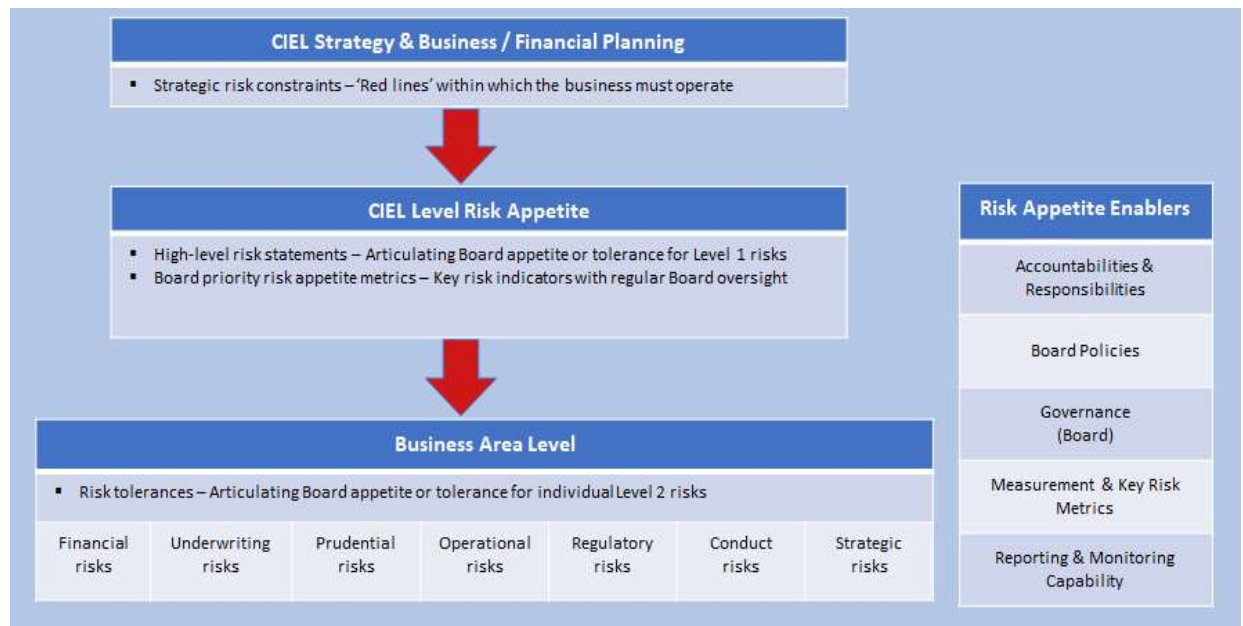 CIEL Strategy & Business / Financial Planning
▪ Strategic risk constraints – ‘Red lines’ within which the business must operate
CIEL Level Risk Appetite
▪ High-level risk statements – Articulating Board appetite or tolerance for Level 1 risks
▪ Board priority risk appetite metrics – Key risk indicators with regular Board oversight
Business Area Level
▪ Risk tolerances – Articulating Board appetite or tolerance for individual Level 2 risks
Financial
risks
Underwriting
risks
Prudential
risks
Operational
risks
Regulatory
risks
Conduct
risks
Strategic
risks
Risk Appetite Enablers
Accountabilities &
Responsibilities
Board Policies
Governance
(Board)
Measurement & Key Risk
Metrics
Reporting & Monitoring
Capability